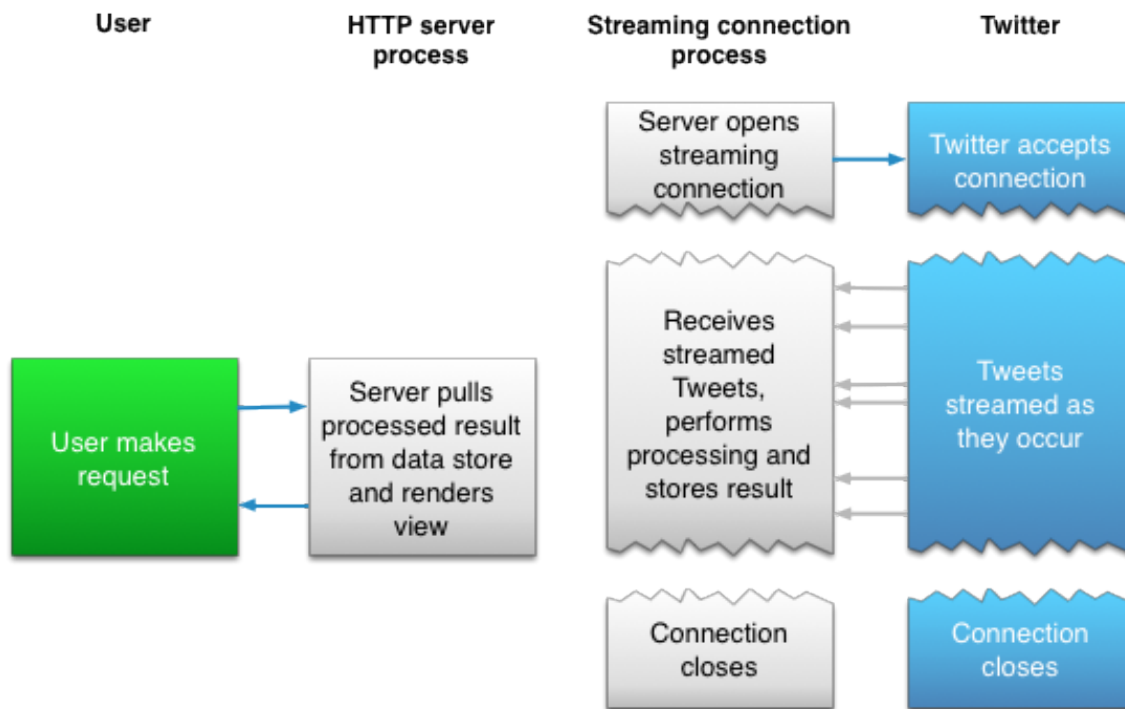 User
HTTP server
process
Streaming connection
process
Twitter
Server opens
streaming
connection
Twitter accepts
connection
User makes
request
Server pulls
processed result
from data store
and renders
view
Receives
streamed
Tweets,
performs
processing and
stores result
Tweets
streamed as
they occur
Connection
closes
Connection
closes